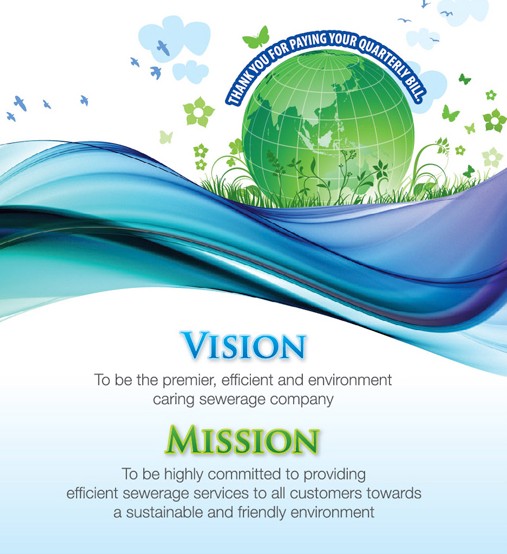 THANK YOU FOR PAYING YOUR QUARTERLY BILL.
VISION
To be the premier, efficient and environment
caring sewerage company
MISSION
To be highly committed to providing
efficient sewerage services to all customers towards
a sustainable and friendly environment